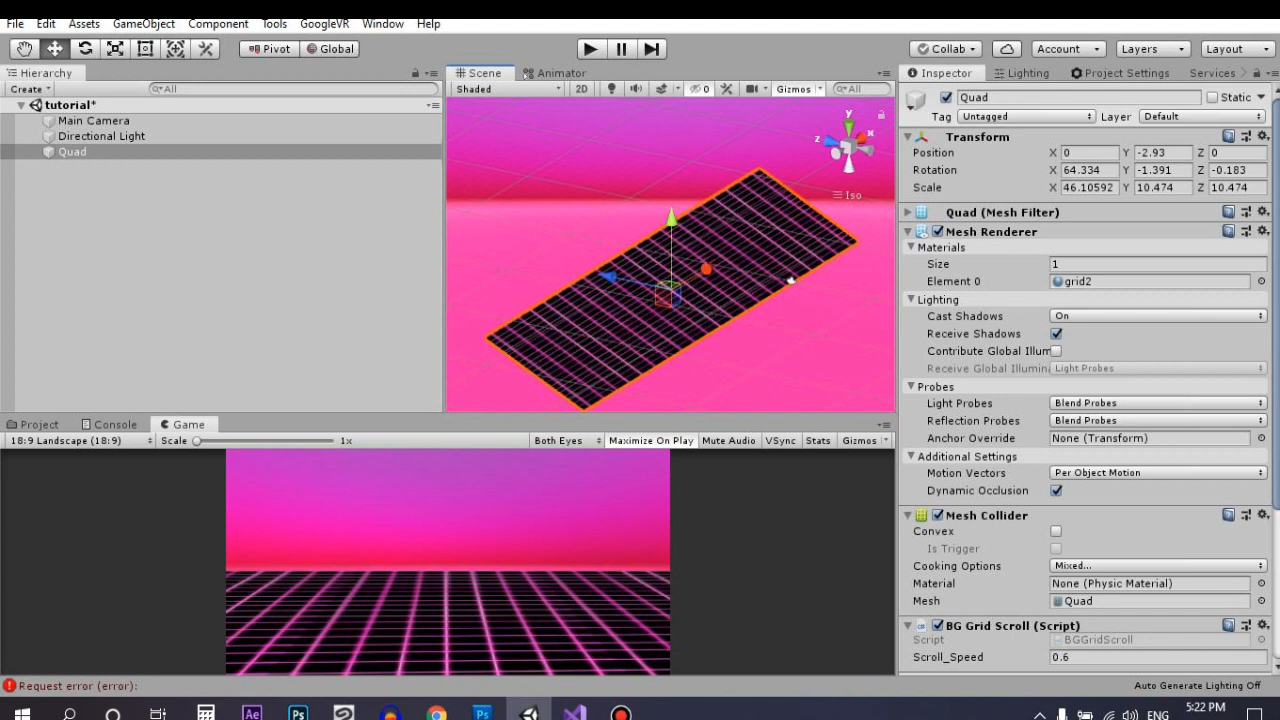 File Edit Assets GameObject Component Tools GoogleVR Window Help
Pivot Global Collab Account Layers Layout
Hierarchy Scene Animator Inspector Lighting Project Settings Services
Create All Shaded 2D 0 Gizmos All
tutorial*
Main Camera
Directional Light
Quad
y
x
z
Iso
Quad Static
Tag Untagged Layer Default
Transform
Position X 0 Y -2.93 Z 0
Rotation X 64.334 Y -1.391 Z -0.183
Scale X 46.10592 Y 10.474 Z 10.474
Quad (Mesh Filter)
Mesh Renderer
Materials
Size 1
Element 0 grid2
Lighting
Cast Shadows On
Receive Shadows
Contribute Global Illum
Receive Global Illumina Light Probes
Probes
Light Probes Blend Probes
Reflection Probes Blend Probes
Anchor Override None (Transform)
Additional Settings
Motion Vectors Per Object Motion
Dynamic Occlusion
Mesh Collider
Convex
Is Trigger
Cooking Options Mixed...
Material None (Physic Material)
Mesh Quad
BG Grid Scroll (Script)
Script BGGridScroll
Scroll_Speed 0.6
Project Console Game
18:9 Landscape (18:9) Scale 1x Both Eyes Maximize On Play Mute Audio VSync Stats Gizmos
Request error (error):
Auto Generate Lighting Off
Ae Ps Ps ENG 5:22 PM